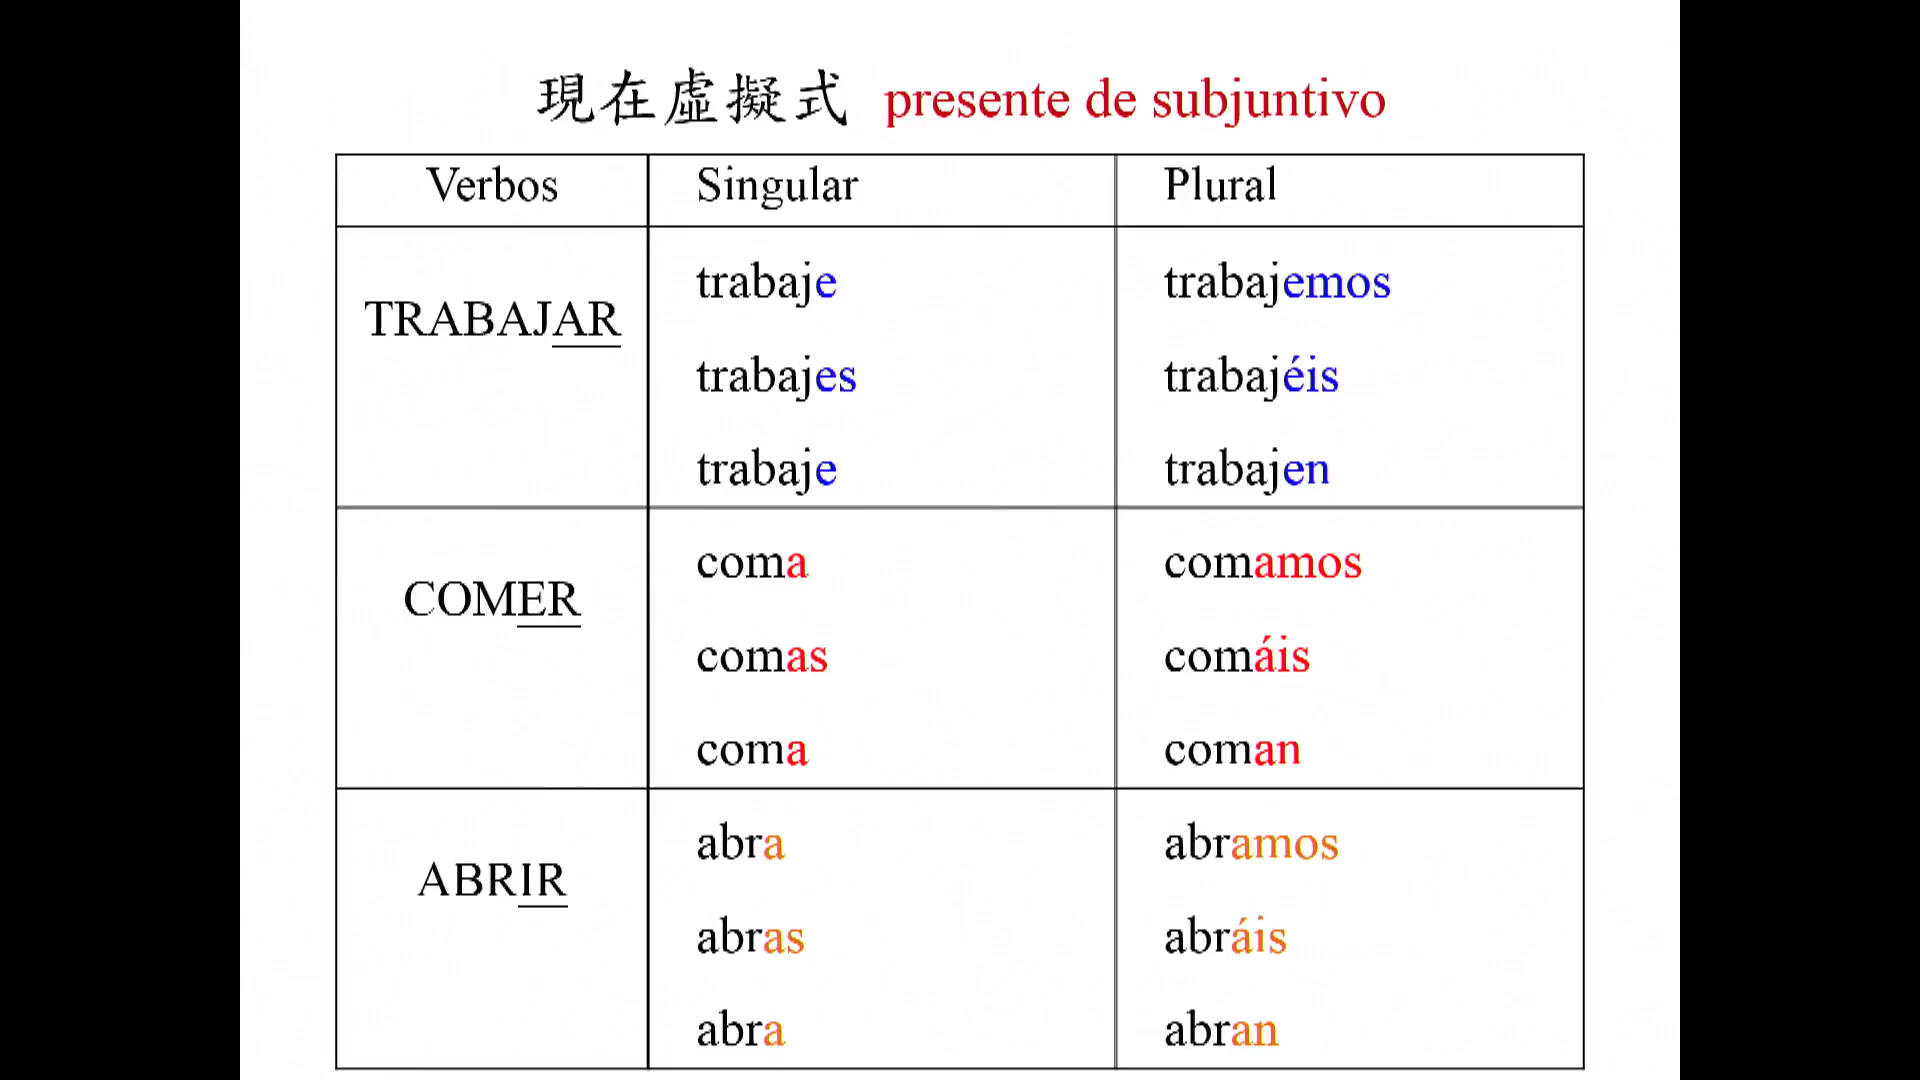 現在虛擬式 presente de subjuntivo
Verbos Singular Plural
TRABAJAR
trabaje trabajemos
trabajes trabajéis
trabaje trabajen
COMER
coma comamos
comas comáis
coma coman
ABRIR
abra abramos
abras abráis
abra abran